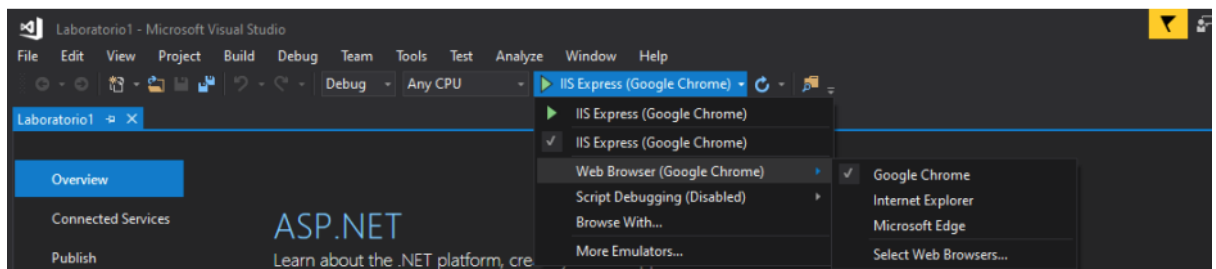 Laboratorio1 - Microsoft Visual Studio
File Edit View Project Build Debug Team Tools Test Analyze Window Help
Debug Any CPU IIS Express (Google Chrome)
Laboratorio1
IIS Express (Google Chrome)
IIS Express (Google Chrome)
Overview
Web Browser (Google Chrome)
Google Chrome
Script Debugging (Disabled)
Internet Explorer
Connected Services
Browse With...
Microsoft Edge
ASP.NET
More Emulators...
Select Web Browsers...
Publish
Learn about the .NET platform,